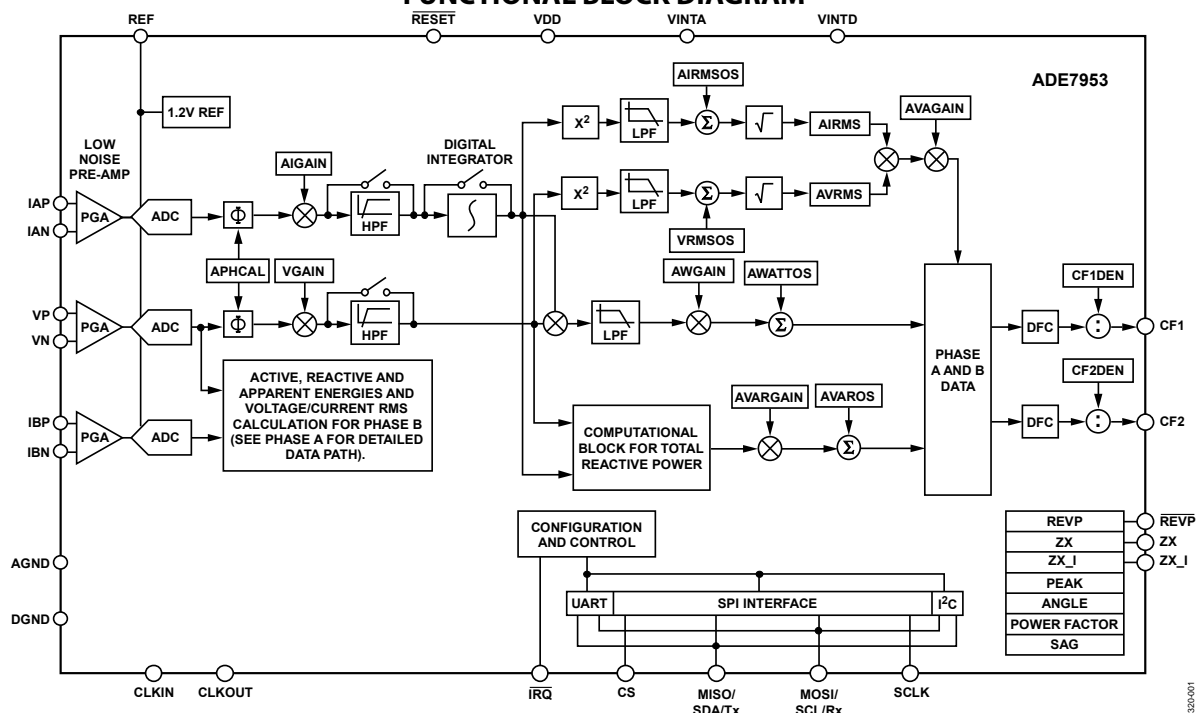 FUNCTIONAL BLOCK DIAGRAM
REF
RESET
VDD
VINTA
VINTD
ADE7953
1.2V REF
LOW
NOISE
PRE-AMP
AIGAIN
DIGITAL
INTEGRATOR
AIRMSOS
AVAGAIN
X²
LPF
Σ
√
AIRMS
X²
LPF
Σ
√
AVRMS
VRMSOS
IAP
IAN
PGA
ADC
Φ
HPF
∫
APHCAL
VGAIN
AWGAIN
AWATTOS
VP
VN
PGA
ADC
Φ
HPF
LPF
Σ
PHASE
A AND B
DATA
CF1DEN
DFC
:
CF1
CF2DEN
DFC
:
CF2
ACTIVE, REACTIVE AND
APPARENT ENERGIES AND
VOLTAGE/CURRENT RMS
CALCULATION FOR PHASE B
(SEE PHASE A FOR DETAILED
DATA PATH).
IBP
IBN
PGA
ADC
COMPUTATIONAL
BLOCK FOR TOTAL
REACTIVE POWER
AVARGAIN
AVAROS
Σ
CONFIGURATION
AND CONTROL
REVP
REVP
ZX
ZX
ZX_I
ZX_I
PEAK
ANGLE
POWER FACTOR
SAG
AGND
DGND
UART
SPI INTERFACE
I²C
CLKIN
CLKOUT
IRQ
CS
MISO/
SDA/Tx
MOSI/
SCL/Rx
SCLK
320-001